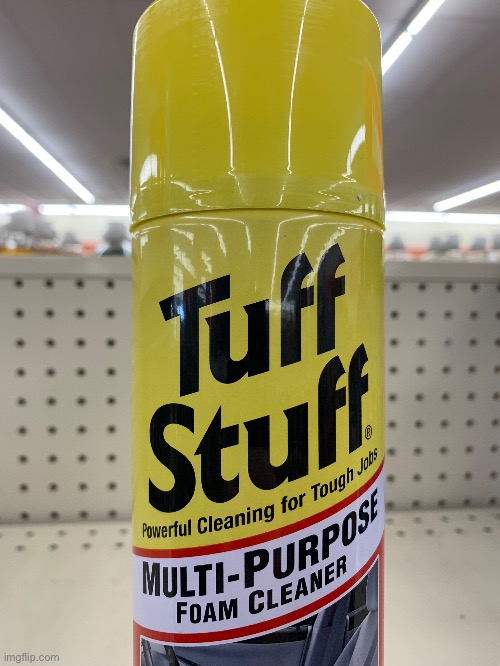 Tuff
Stuff®
Powerful Cleaning for Tough Jobs
MULTI-PURPOSE
FOAM CLEANER
imgflip.com